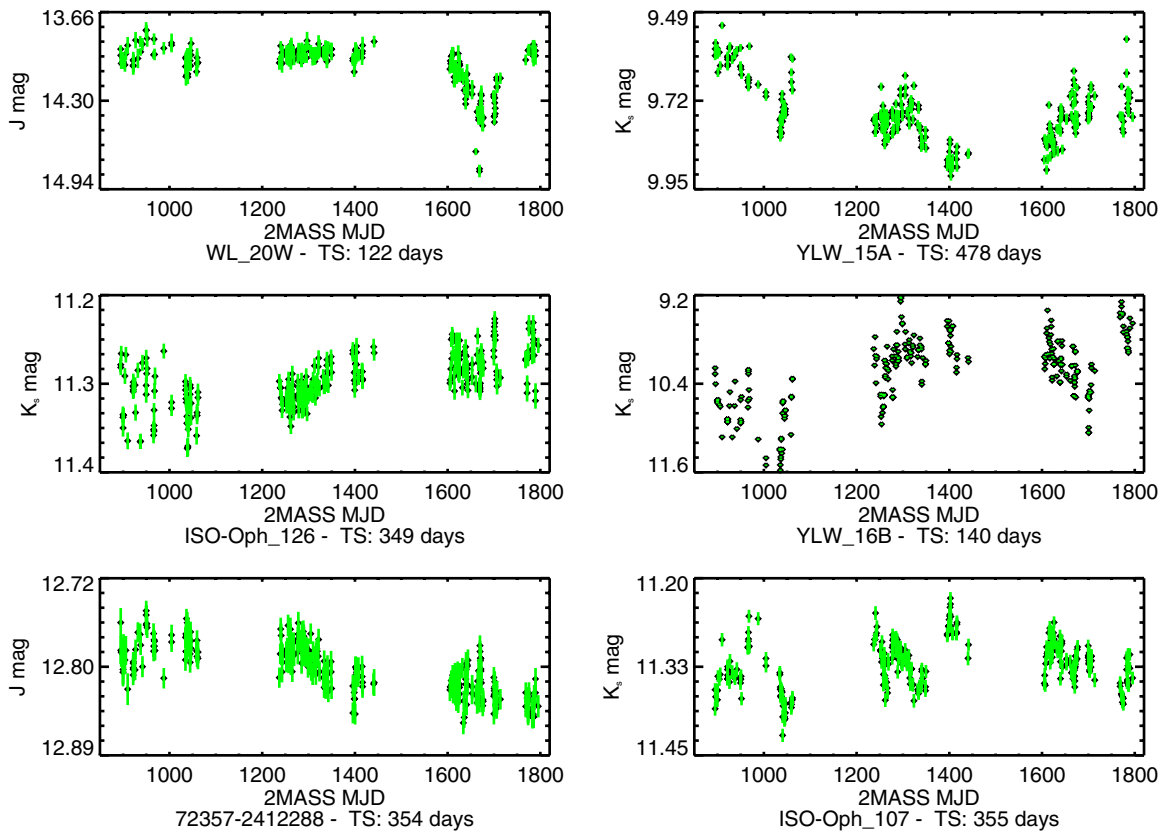 13.66
14.30
14.94
J mag
1000 1200 1400 1600 1800
2MASS MJD
WL_20W - TS: 122 days
9.49
9.72
9.95
Ks mag
1000 1200 1400 1600 1800
2MASS MJD
YLW_15A - TS: 478 days
11.2
11.3
11.4
Ks mag
1000 1200 1400 1600 1800
2MASS MJD
ISO-Oph_126 - TS: 349 days
9.2
10.4
11.6
Ks mag
1000 1200 1400 1600 1800
2MASS MJD
YLW_16B - TS: 140 days
12.72
12.80
12.89
J mag
1000 1200 1400 1600 1800
2MASS MJD
72357-2412288 - TS: 354 days
11.20
11.33
11.45
Ks mag
1000 1200 1400 1600 1800
2MASS MJD
ISO-Oph_107 - TS: 355 days